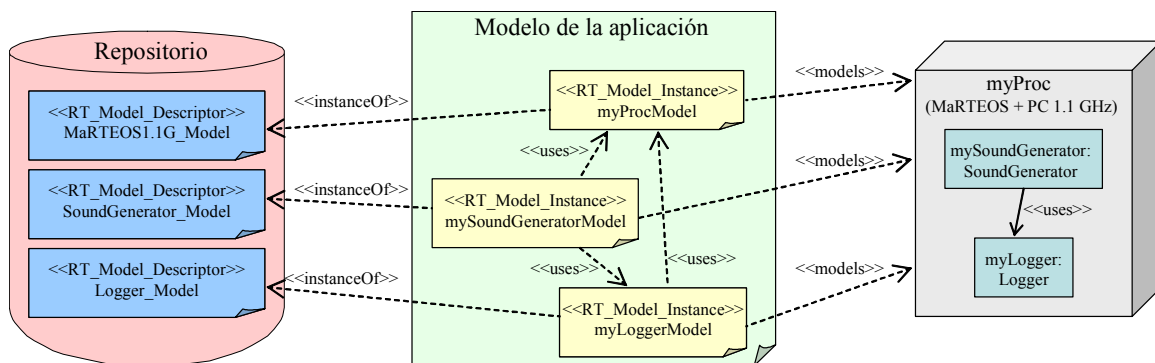 Repositorio
<<RT_Model_Descriptor>>
MaRTEOS1.1G_Model
<<RT_Model_Descriptor>>
SoundGenerator_Model
<<RT_Model_Descriptor>>
Logger_Model
<<instanceOf>>
<<instanceOf>>
<<instanceOf>>
Modelo de la aplicación
<<RT_Model_Instance>>
myProcModel
<<uses>>
<<RT_Model_Instance>>
mySoundGeneratorModel
<<uses>>
<<uses>>
<<RT_Model_Instance>>
myLoggerModel
<<models>>
<<models>>
<<models>>
myProc
(MaRTEOS + PC 1.1 GHz)
mySoundGenerator:
SoundGenerator
<<uses>>
myLogger:
Logger